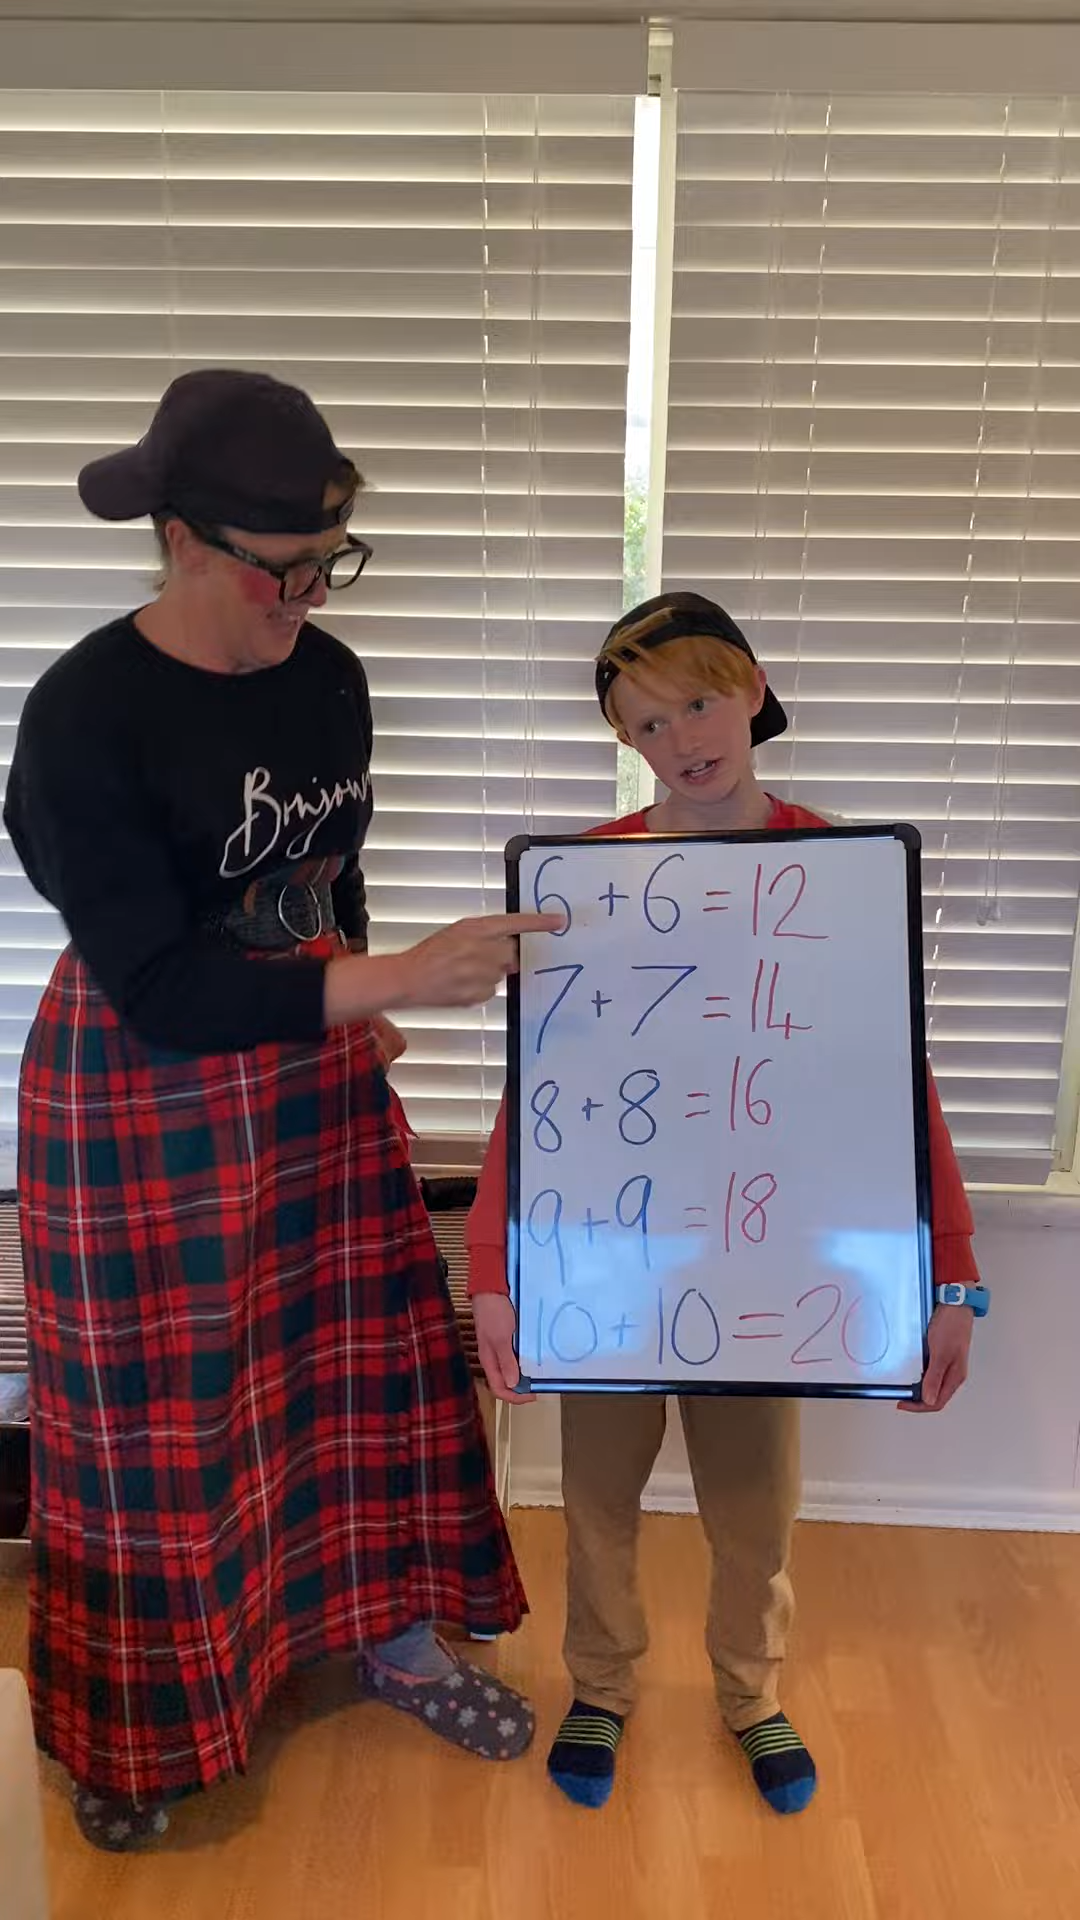 Bonjour
6 + 6 = 12
7 + 7 = 14
8 + 8 = 16
9 + 9 = 18
10 + 10 = 20